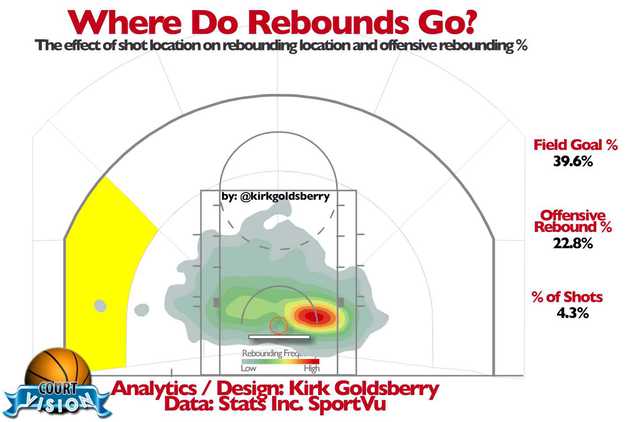 Where Do Rebounds Go?
The effect of shot location on rebounding location and offensive rebounding %
Field Goal %
39.6%
by: @kirkgoldsberry
Offensive
Rebound %
22.8%
% of Shots
4.3%
Rebounding Freq.
Low High
COURT
VISION
Analytics / Design: Kirk Goldsberry
Data: Stats Inc. SportVu